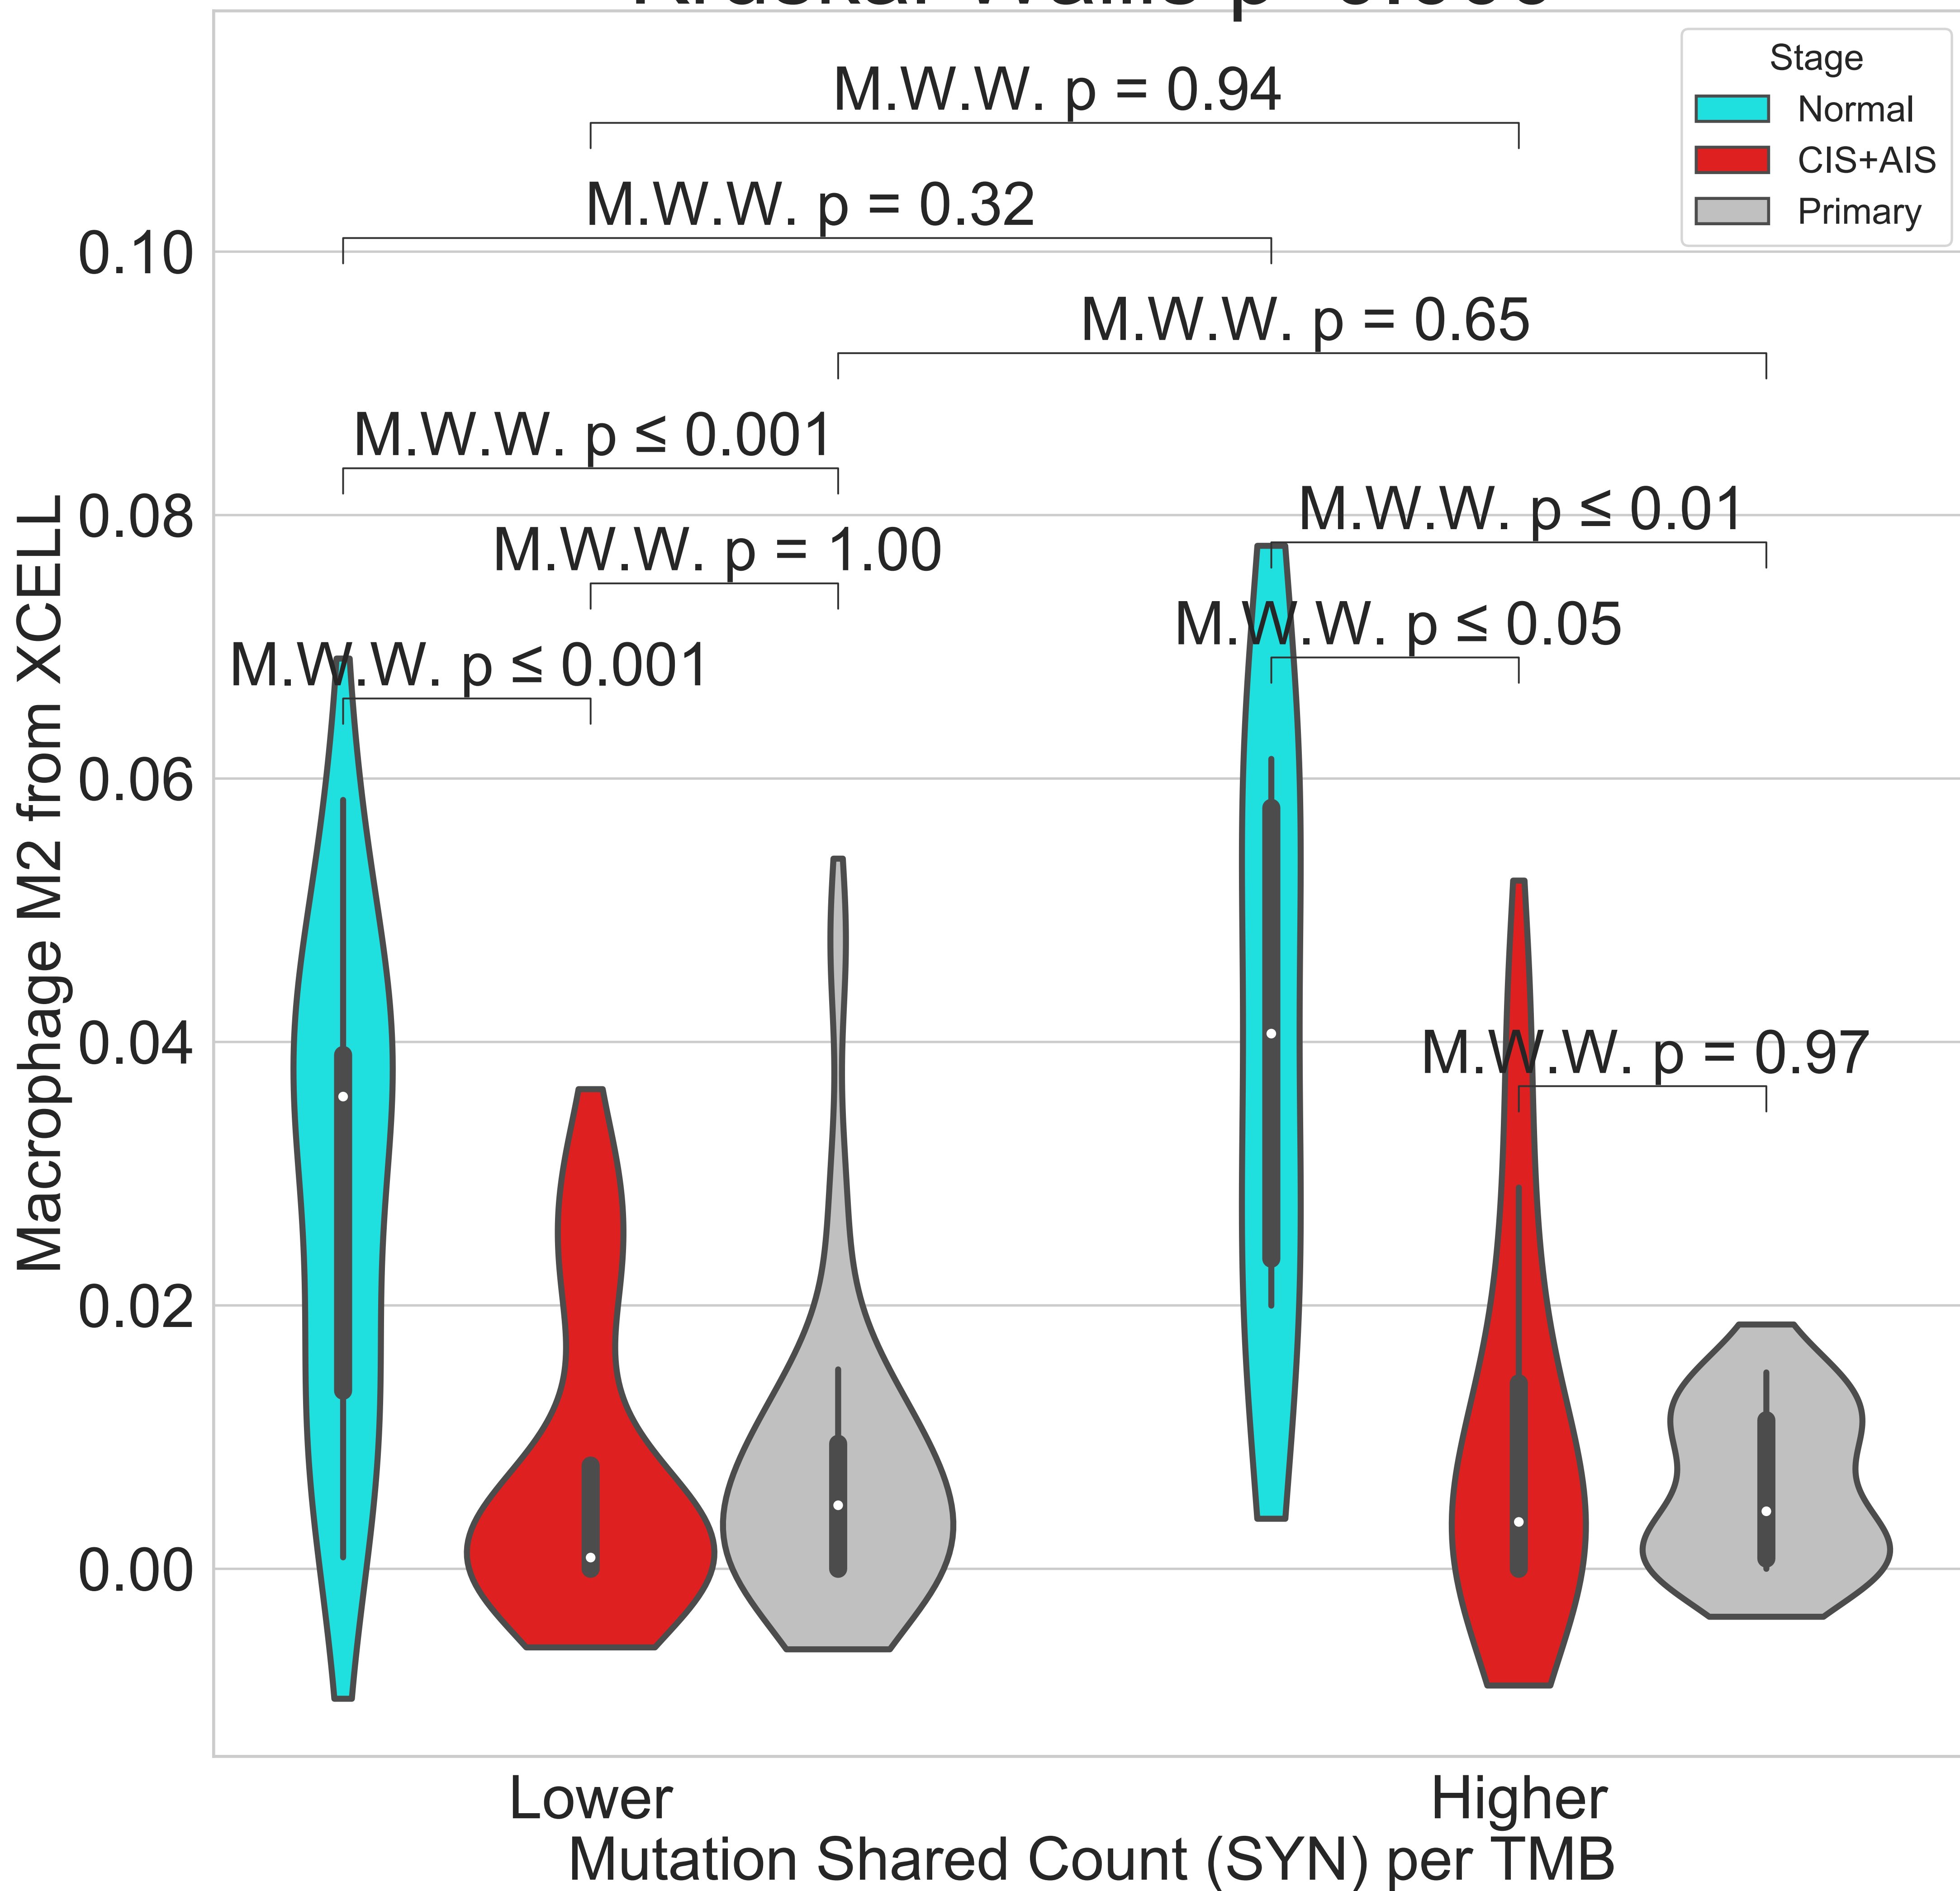 Stage
Normal
CIS+AIS
Primary
M.W.W. p = 0.94
M.W.W. p = 0.32
M.W.W. p = 0.65
M.W.W. p ≤ 0.001
M.W.W. p ≤ 0.01
M.W.W. p = 1.00
M.W.W. p ≤ 0.05
M.W.W. p ≤ 0.001
M.W.W. p = 0.97
0.10
0.08
0.06
0.04
0.02
0.00
Macrophage M2 from XCELL
Lower
Higher
Mutation Shared Count (SYN) per TMB